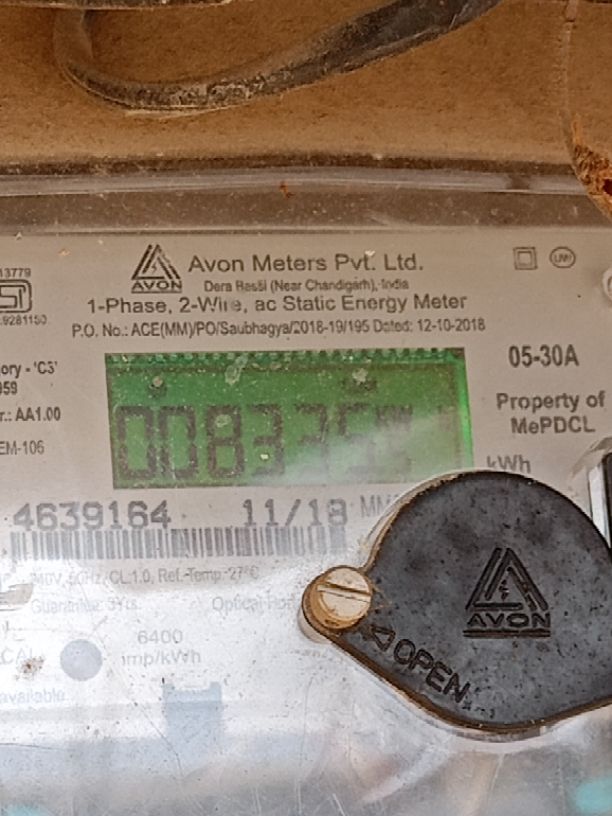 13779
9281150
AVON
Avon Meters Pvt. Ltd.
Dera Bassi (Near Chandigarh), India
1-Phase, 2-Wire, ac Static Energy Meter
P.O. No.: ACE(MM)/PO/Saubhagya/2018-19/195 Dated: 12-10-2018
ory - 'C3'
959
r.: AA1.00
EM-106
008335
05-30A
Property of
MePDCL
kWh
4639164 11/18
240V, 50Hz, CL:1.0, Ref.-Temp.:27°C
Guarantee: 5Yrs.
Optical
6400
imp/kWh
CAL
available
AVON
OPEN